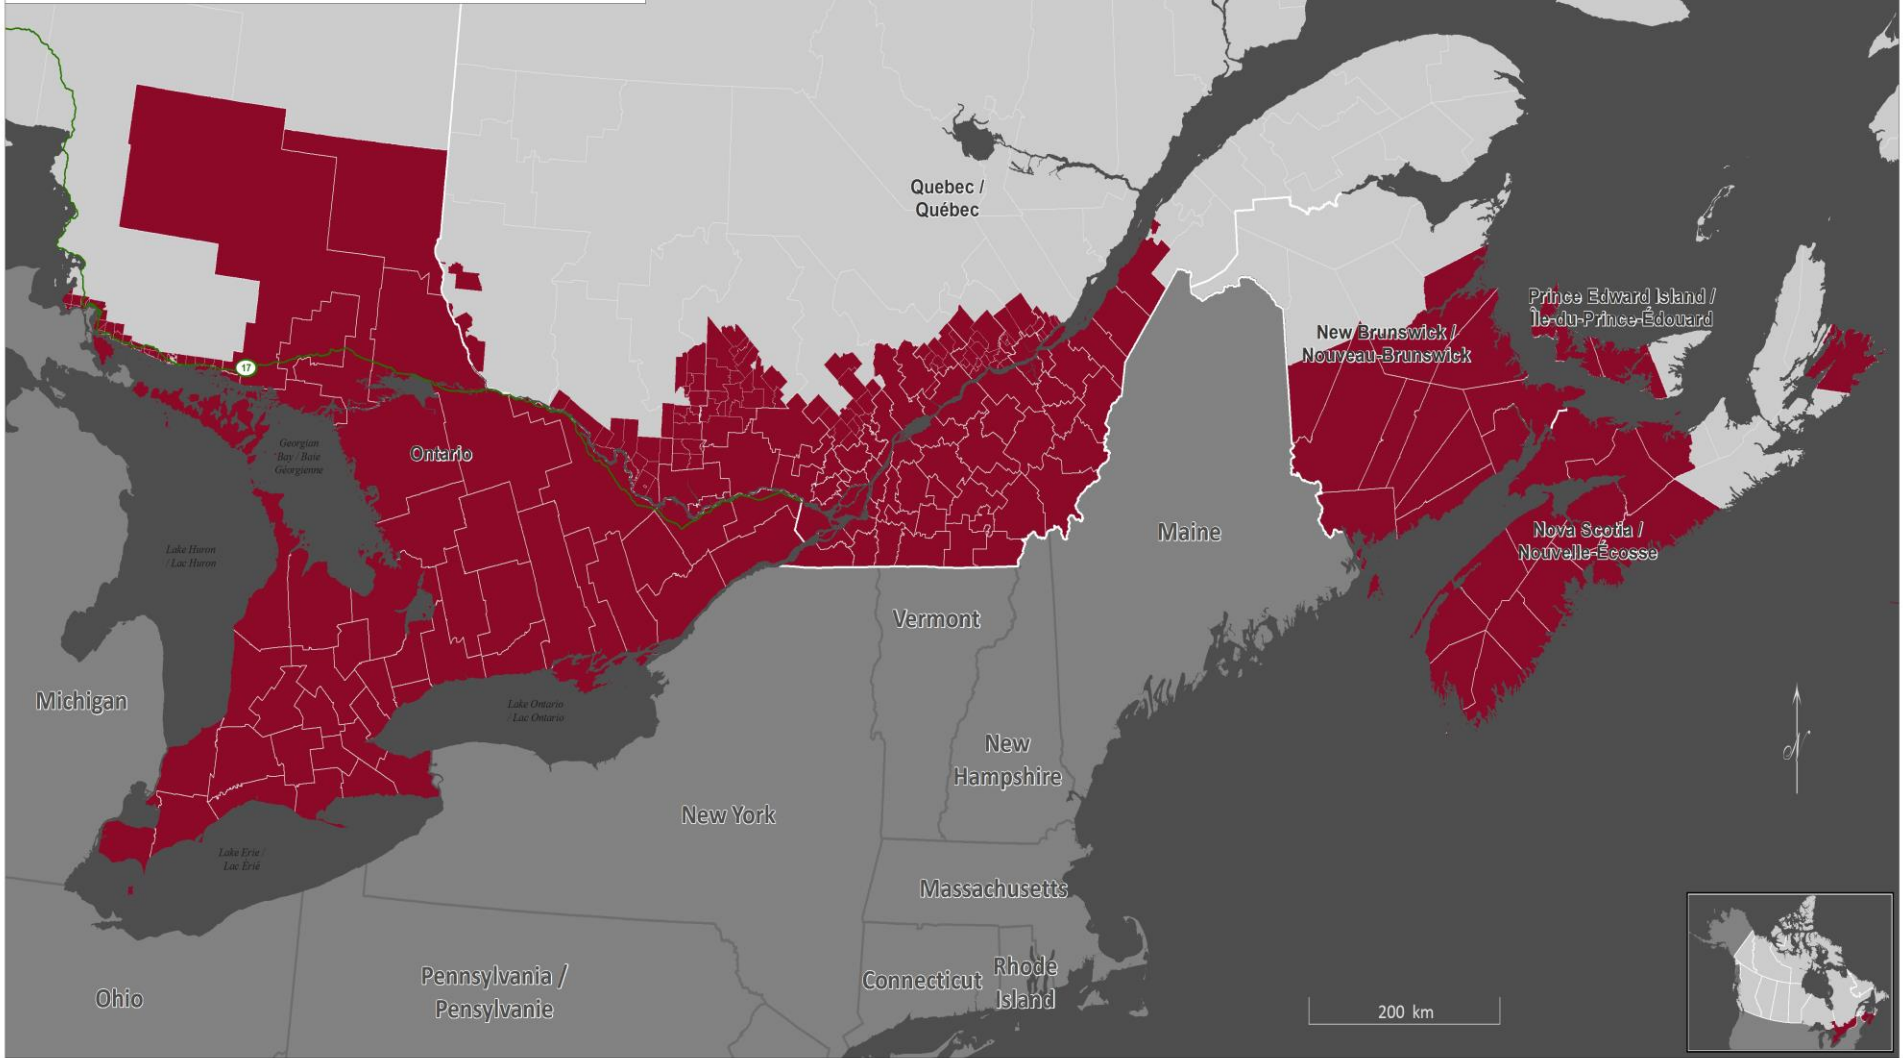 Quebec /
Québec
Prince Edward Island /
Île-du-Prince-Édouard
New Brunswick /
Nouveau-Brunswick
17
Georgian
Bay / Baie
Géorgienne
Ontario
Nova Scotia /
Nouvelle-Écosse
Maine
Lake Huron
/ Lac Huron
Vermont
Michigan
Lake Ontario
/ Lac Ontario
New
Hampshire
New York
Lake Erie /
Lac Érié
Massachusetts
Pennsylvania /
Pensylvanie
Connecticut
Rhode
Island
Ohio
200 km
N